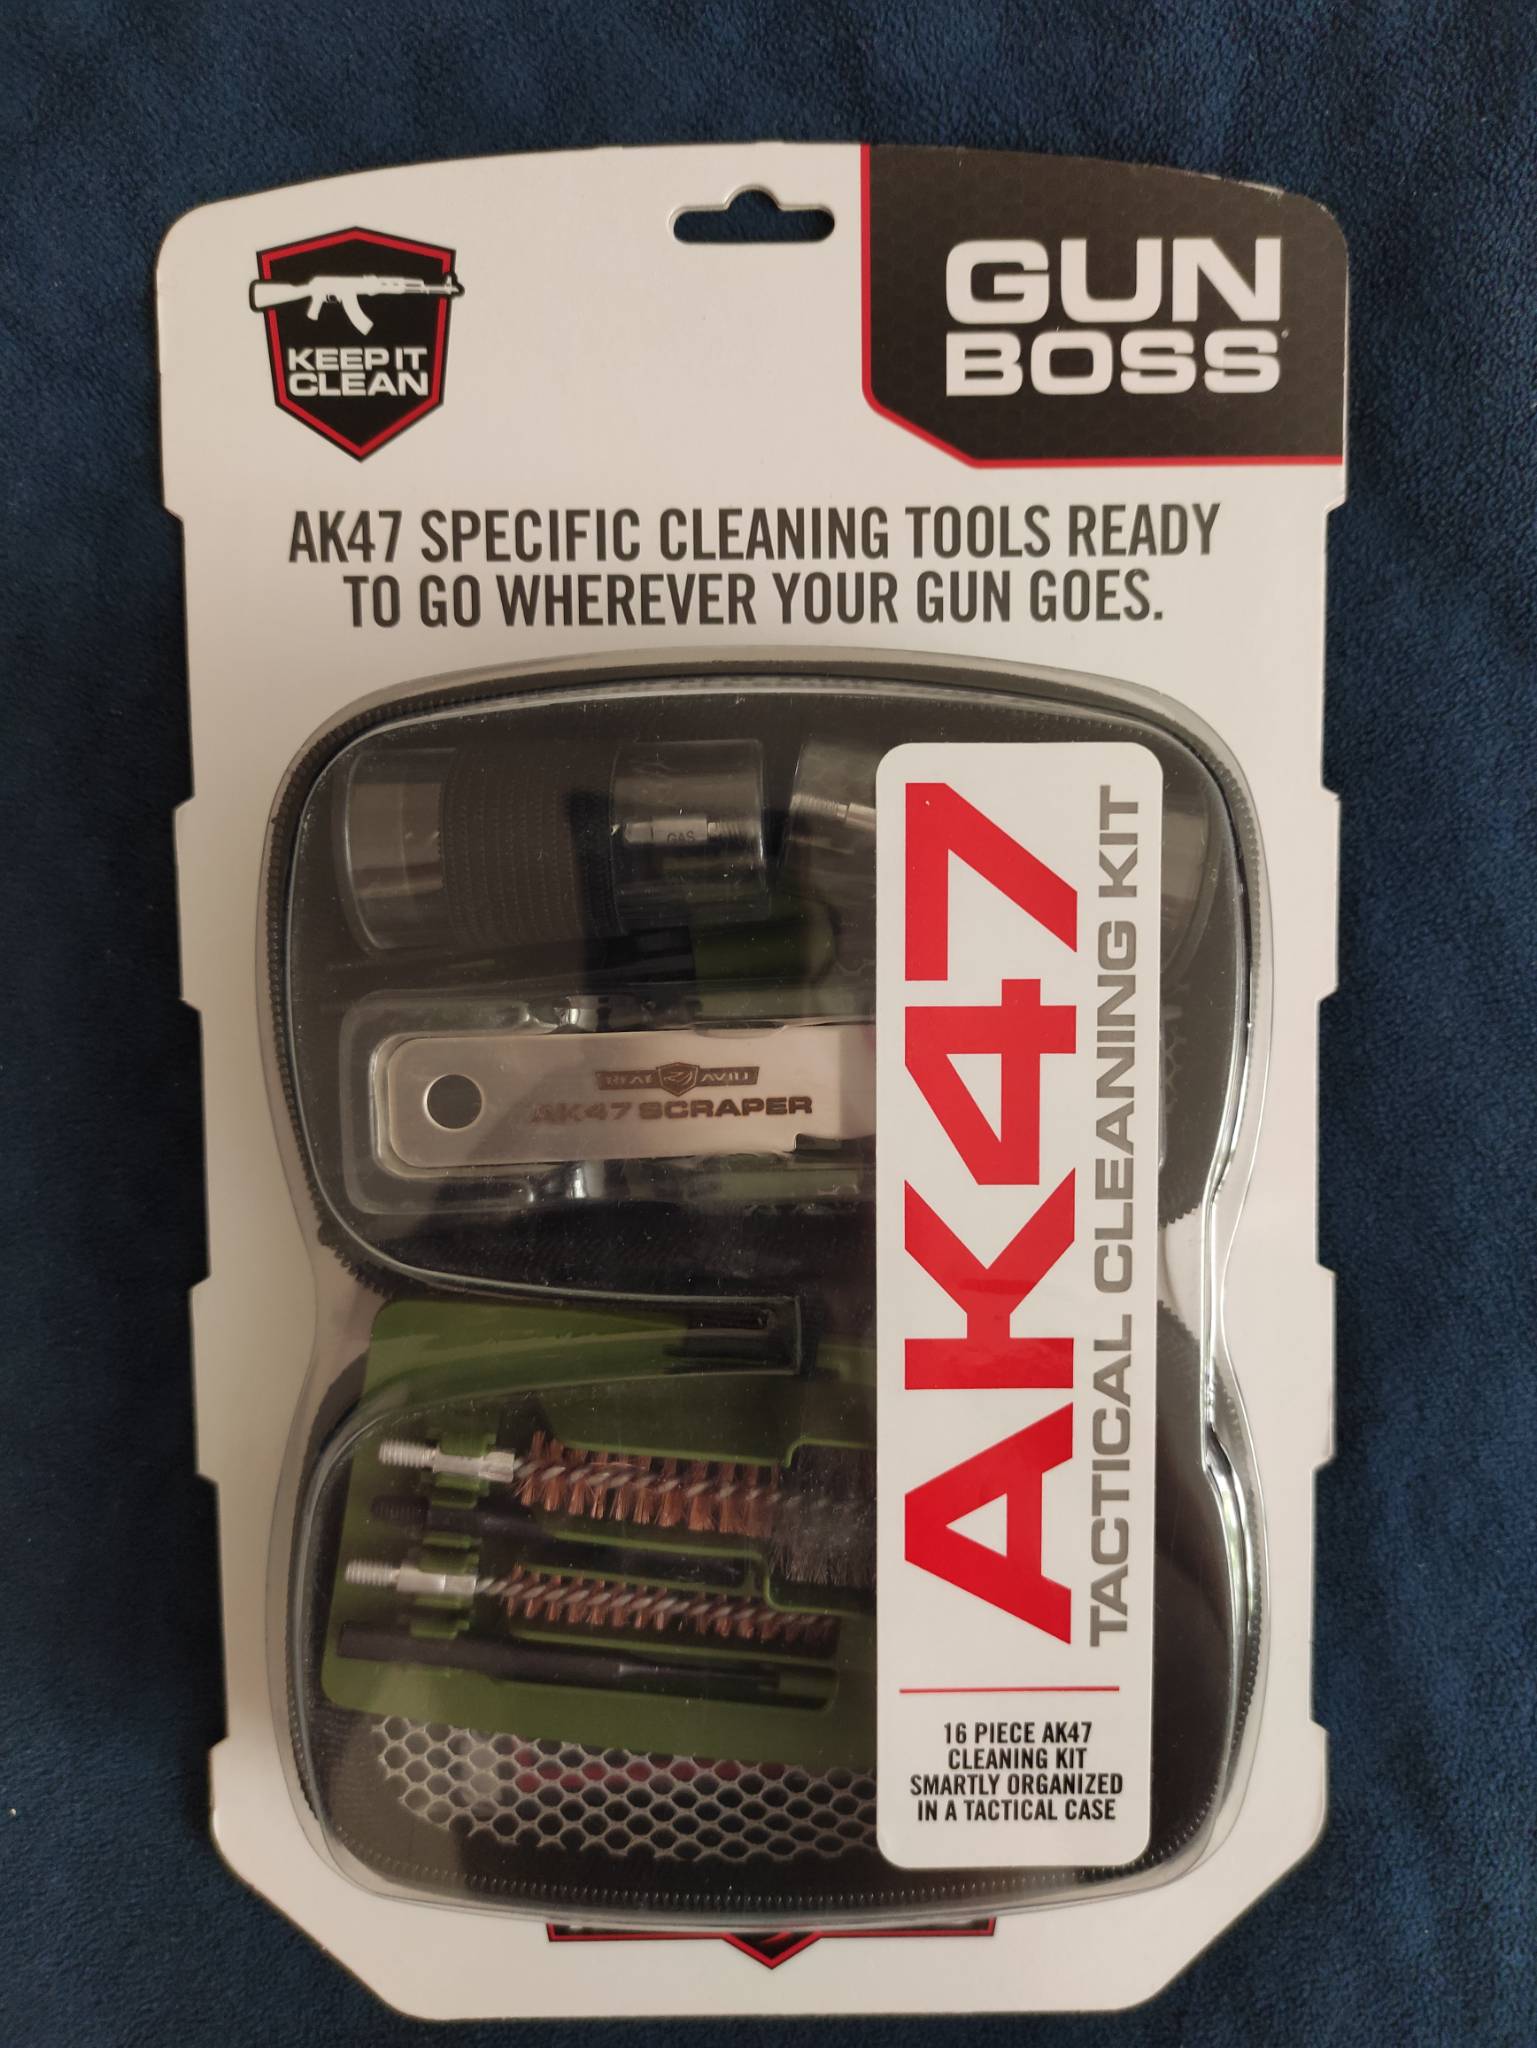 KEEP IT
CLEAN
GUN
BOSS
AK47 SPECIFIC CLEANING TOOLS READY
TO GO WHEREVER YOUR GUN GOES.
GAS
REAL AVID
AK47 SCRAPER
AK47
TACTICAL CLEANING KIT
16 PIECE AK47
CLEANING KIT
SMARTLY ORGANIZED
IN A TACTICAL CASE